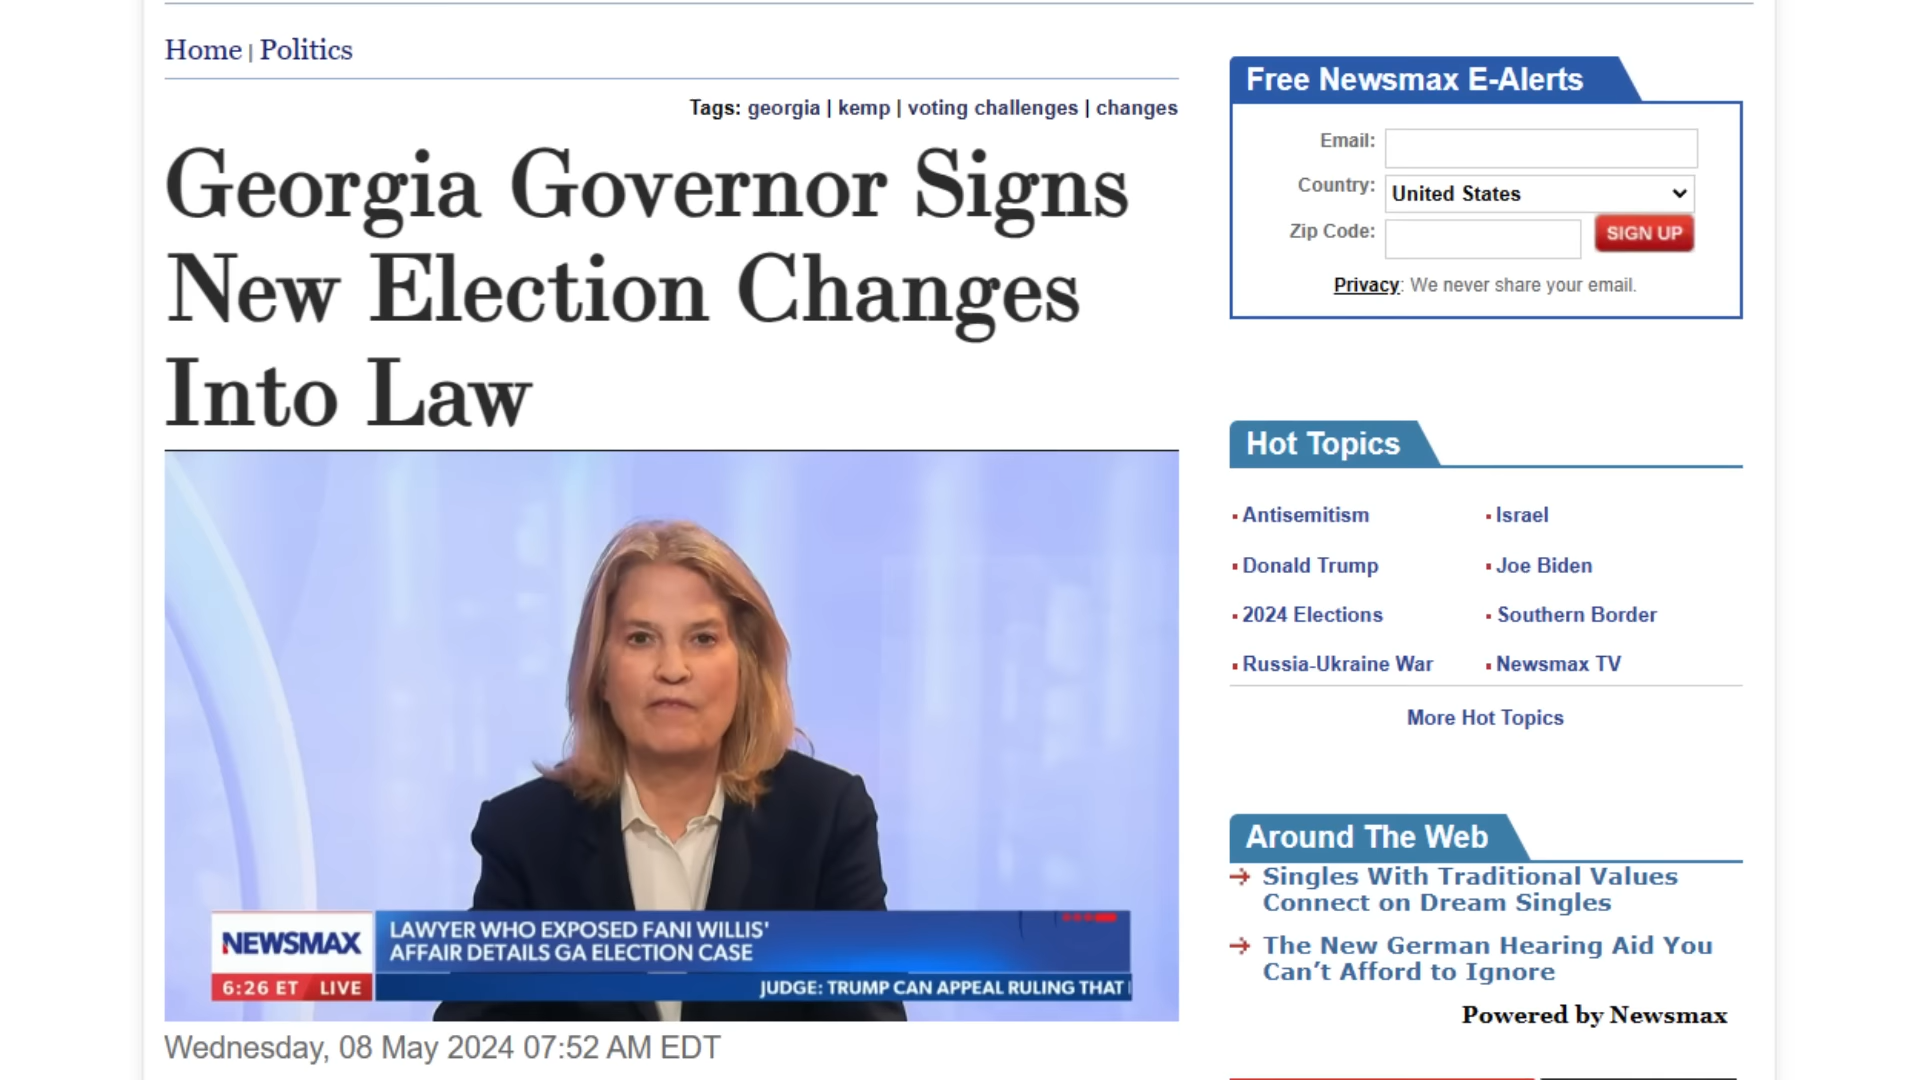 Home | Politics
Tags: georgia | kemp | voting challenges | changes
Georgia Governor Signs
New Election Changes
Into Law
NEWSMAX
LAWYER WHO EXPOSED FANI WILLIS'
AFFAIR DETAILS GA ELECTION CASE
6:26 ET LIVE
JUDGE: TRUMP CAN APPEAL RULING THAT
Wednesday, 08 May 2024 07:52 AM EDT
Free Newsmax E-Alerts
Email:
Country: United States
Zip Code: SIGN UP
Privacy: We never share your email.
Hot Topics
Antisemitism
Israel
Donald Trump
Joe Biden
2024 Elections
Southern Border
Russia-Ukraine War
Newsmax TV
More Hot Topics
Around The Web
Singles With Traditional Values
Connect on Dream Singles
The New German Hearing Aid You
Can’t Afford to Ignore
Powered by Newsmax